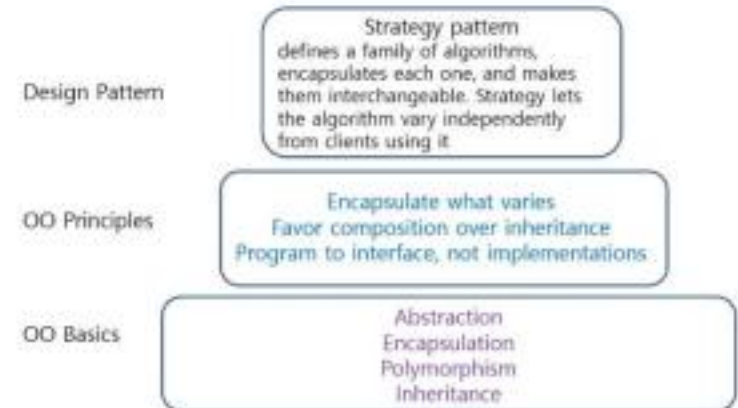 Strategy pattern
defines a family of algorithms,
encapsulates each one, and makes
them interchangeable. Strategy lets
the algorithm vary independently
from clients using it
Design Pattern
Encapsulate what varies
Favor composition over inheritance
Program to interface, not implementations
OO Principles
Abstraction
Encapsulation
Polymorphism
Inheritance
OO Basics